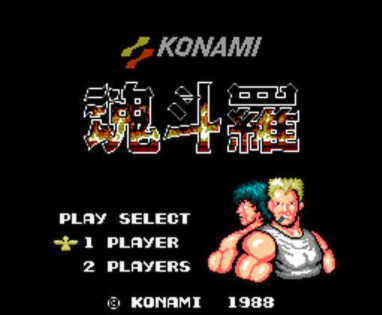 KONAMI
魂斗羅
PLAY SELECT
1 PLAYER
2 PLAYERS
© KONAMI 1988